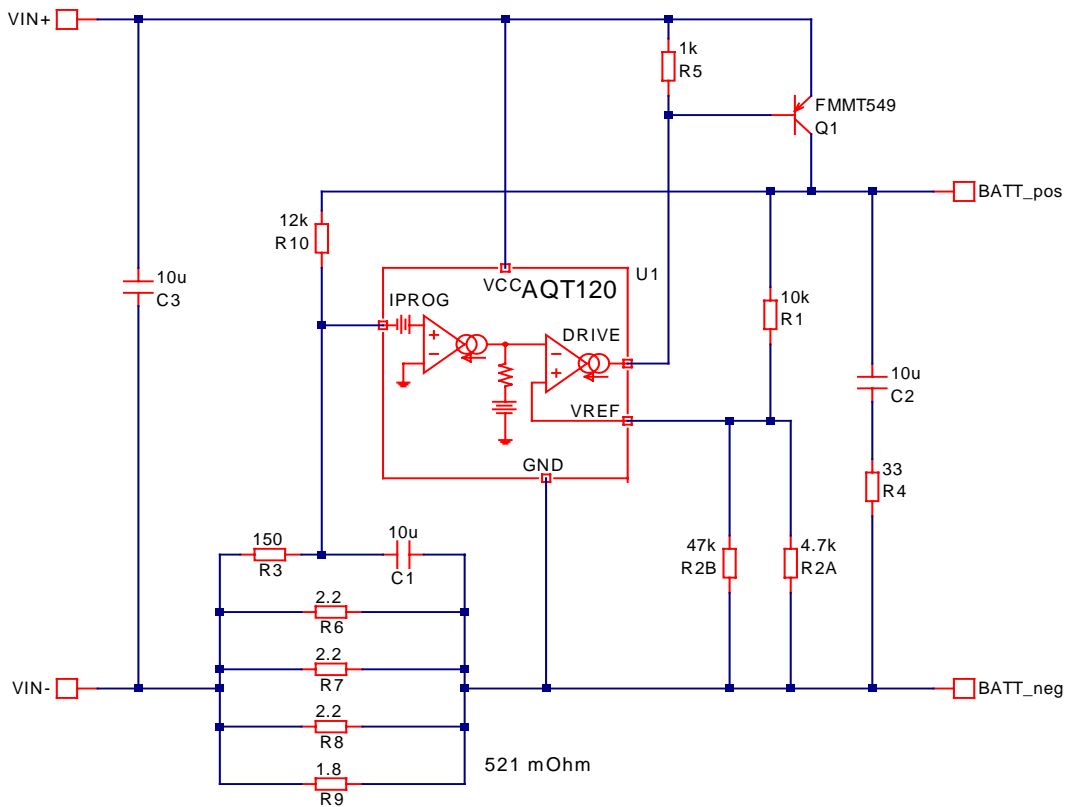 VIN+
1k
R5
FMMT549
Q1
BATT_pos
12k
R10
10u
C3
U1
VCC
AQT120
IPROG
DRIVE
VREF
GND
10k
R1
10u
C2
33
R4
150
R3
10u
C1
47k
R2B
4.7k
R2A
2.2
R6
2.2
R7
VIN-
BATT_neg
2.2
R8
521 mOhm
1.8
R9